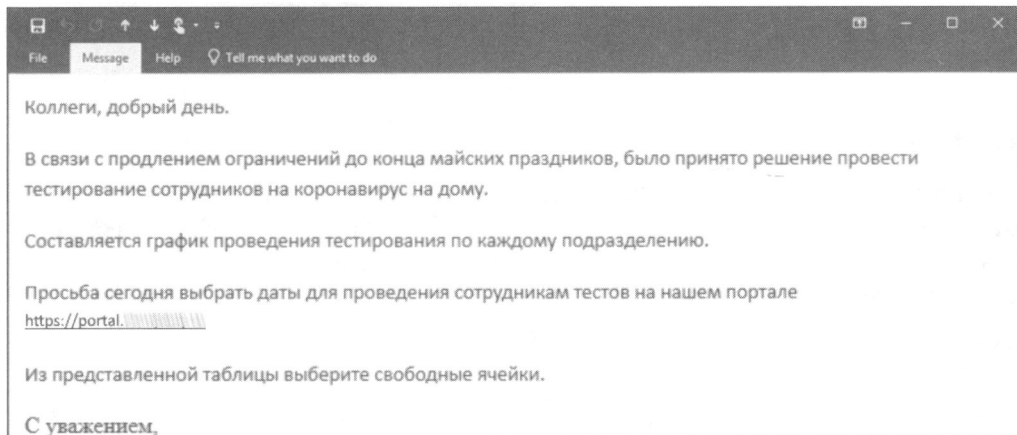 File Message Help Tell me what you want to do
Коллеги, добрый день.
В связи с продлением ограничений до конца майских праздников, было принято решение провести
тестирование сотрудников на коронавирус на дому.
Составляется график проведения тестирования по каждому подразделению.
Просьба сегодня выбрать даты для проведения сотрудникам тестов на нашем портале
https://portal.
Из представленной таблицы выберите свободные ячейки.
С уважением,